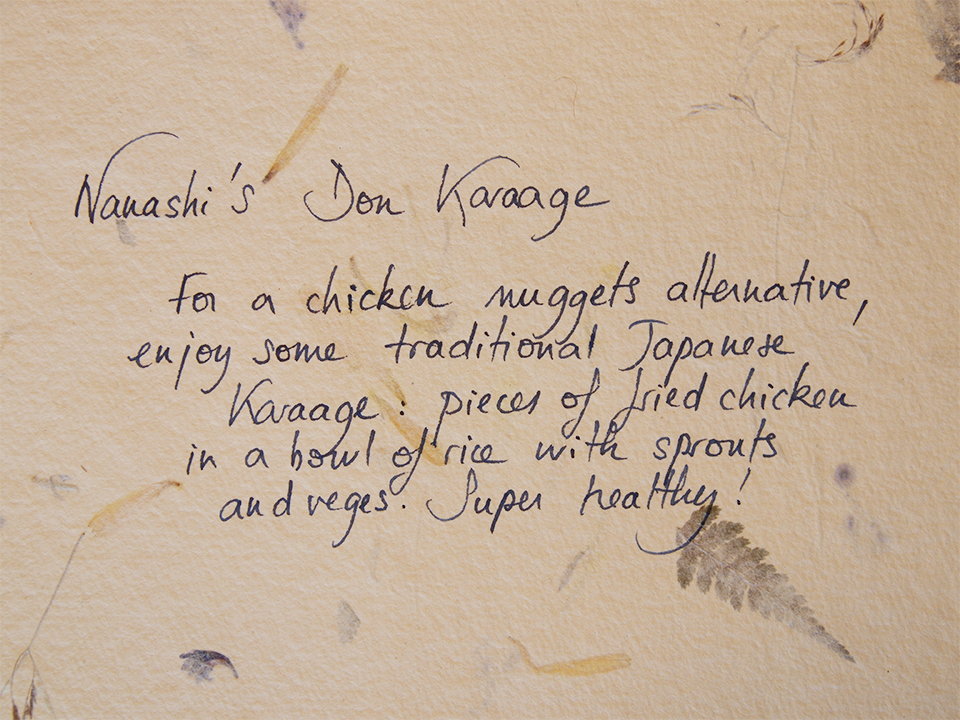 Nanashi's Don Karaage
For a chicken nuggets alternative,
enjoy some traditional Japanese
Karaage : pieces of fried chicken
in a bowl of rice with sprouts
and veges. Super healthy !